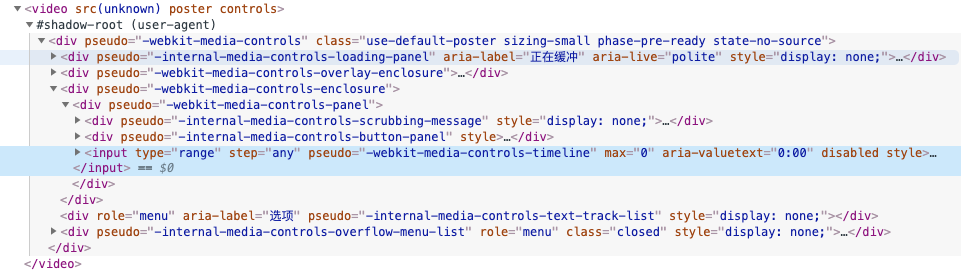 ▼<video src(unknown) poster controls>
▼#shadow-root (user-agent)
▼<div pseudo="-webkit-media-controls" class="use-default-poster sizing-small phase-pre-ready state-no-source">
▶<div pseudo="-internal-media-controls-loading-panel" aria-label="正在缓冲" aria-live="polite" style="display: none;">…</div>
▶<div pseudo="-webkit-media-controls-overlay-enclosure">…</div>
▼<div pseudo="-webkit-media-controls-enclosure">
▼<div pseudo="-webkit-media-controls-panel">
▶<div pseudo="-internal-media-controls-scrubbing-message" style="display: none;">…</div>
▶<div pseudo="-internal-media-controls-button-panel" style>…</div>
▶<input type="range" step="any" pseudo="-webkit-media-controls-timeline" max="0" aria-valuetext="0:00" disabled style>…
</input> == $0
</div>
</div>
<div role="menu" aria-label="选项" pseudo="-internal-media-controls-text-track-list" style="display: none;"></div>
▶<div pseudo="-internal-media-controls-overflow-menu-list" role="menu" class="closed" style="display: none;">…</div>
</div>
</video>